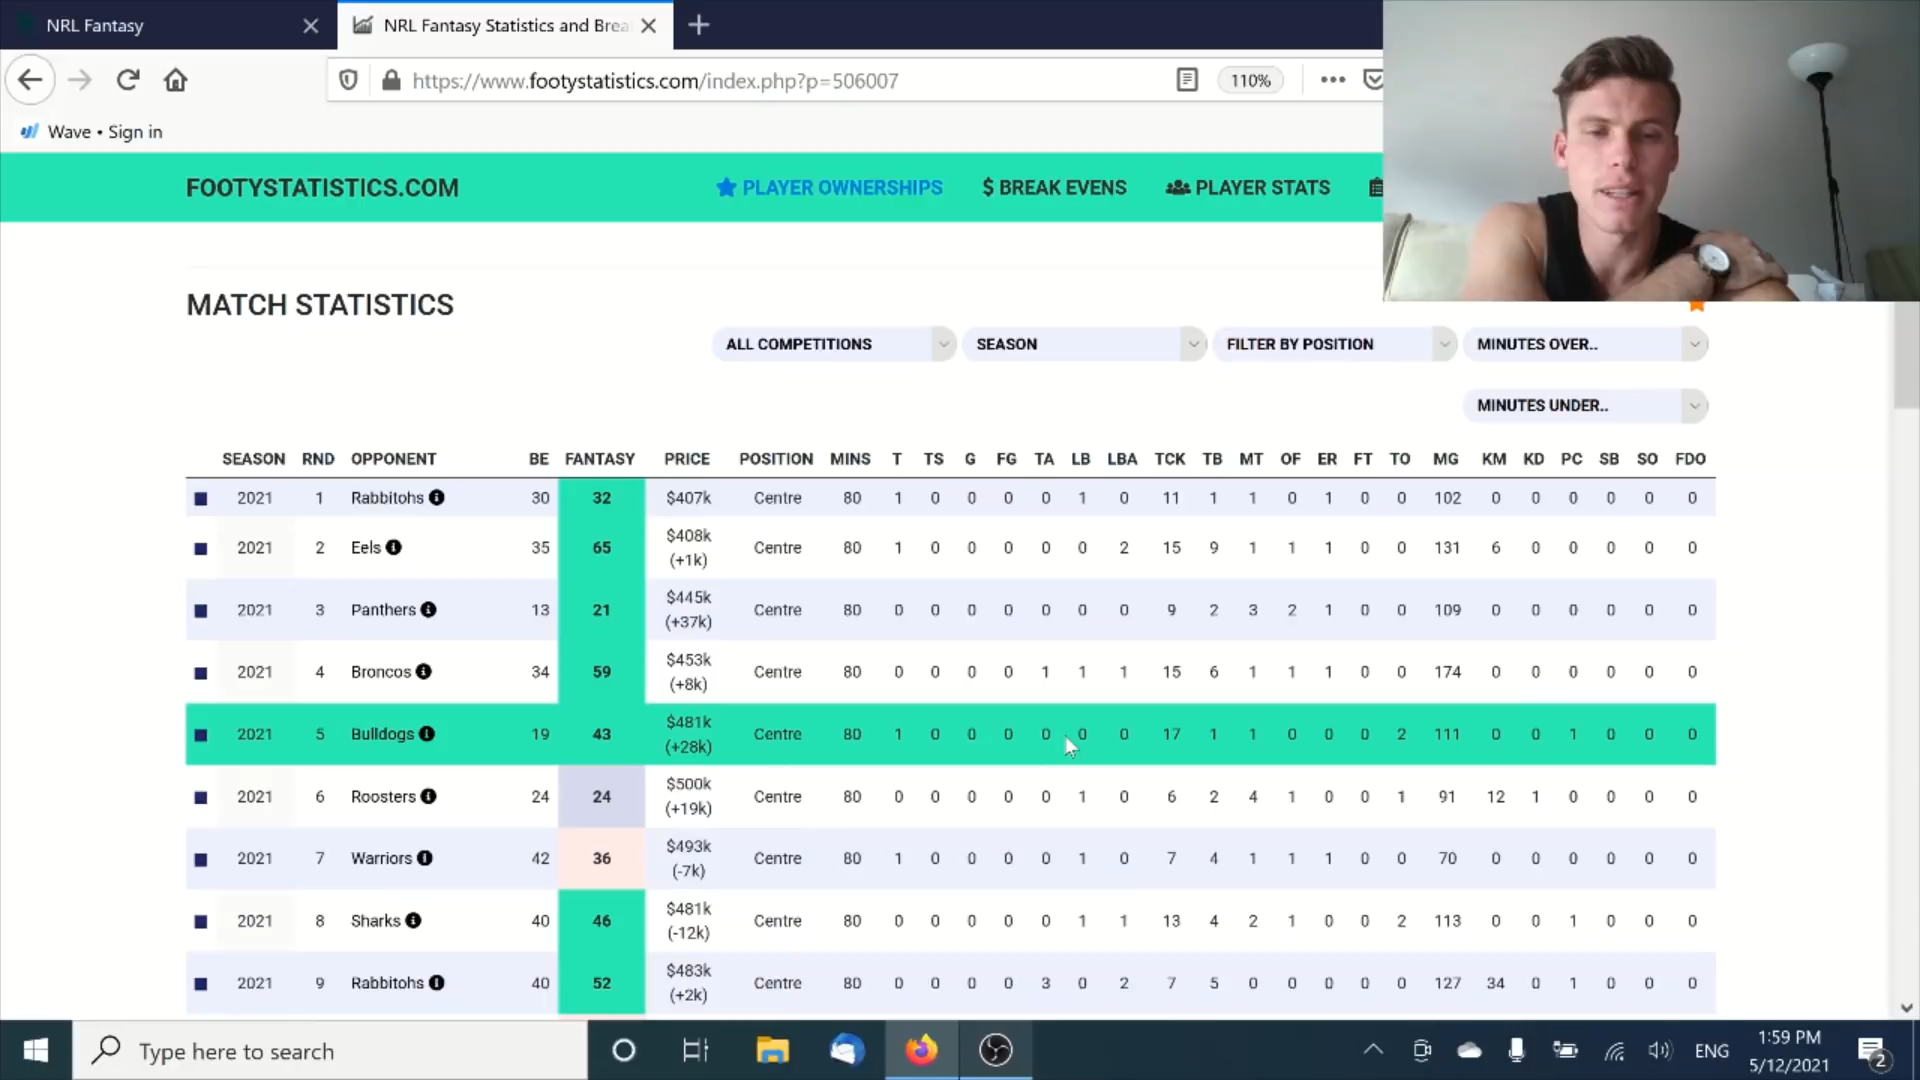 NRL Fantasy
NRL Fantasy Statistics and Brea
https://www.footystatistics.com/index.php?p=506007
110%
Wave • Sign in
FOOTYSTATISTICS.COM
PLAYER OWNERSHIPS
$ BREAK EVENS
PLAYER STATS
MATCH STATISTICS
ALL COMPETITIONS
SEASON
FILTER BY POSITION
MINUTES OVER..
MINUTES UNDER..
SEASON RND OPPONENT BE FANTASY PRICE POSITION MINS T TS G FG TA LB LBA TCK TB MT OF ER FT TO MG KM KD PC SB SO FDO
2021 1 Rabbitohs 30 32 $407k Centre 80 1 0 0 0 0 1 0 11 1 1 0 1 0 0 102 0 0 0 0 0 0
2021 2 Eels 35 65 $408k (+1k) Centre 80 1 0 0 0 0 0 2 15 9 1 1 1 0 0 131 6 0 0 0 0 0
2021 3 Panthers 13 21 $445k (+37k) Centre 80 0 0 0 0 0 0 0 9 2 3 2 1 0 0 109 0 0 0 0 0 0
2021 4 Broncos 34 59 $453k (+8k) Centre 80 0 0 0 0 1 1 1 15 6 1 1 1 0 0 174 0 0 0 0 0 0
2021 5 Bulldogs 19 43 $481k (+28k) Centre 80 1 0 0 0 0 0 0 17 1 1 0 0 0 2 111 0 0 1 0 0 0
2021 6 Roosters 24 24 $500k (+19k) Centre 80 0 0 0 0 0 1 0 6 2 4 1 0 0 1 91 12 1 0 0 0 0
2021 7 Warriors 42 36 $493k (-7k) Centre 80 1 0 0 0 0 1 0 7 4 1 1 1 0 0 70 0 0 0 0 0 0
2021 8 Sharks 40 46 $481k (-12k) Centre 80 0 0 0 0 0 1 1 13 4 2 1 0 0 2 113 0 0 1 0 0 0
2021 9 Rabbitohs 40 52 $483k (+2k) Centre 80 0 0 0 0 3 0 2 7 5 0 0 0 0 0 127 34 0 1 0 0 0
Type here to search
ENG
1:59 PM
5/12/2021
2